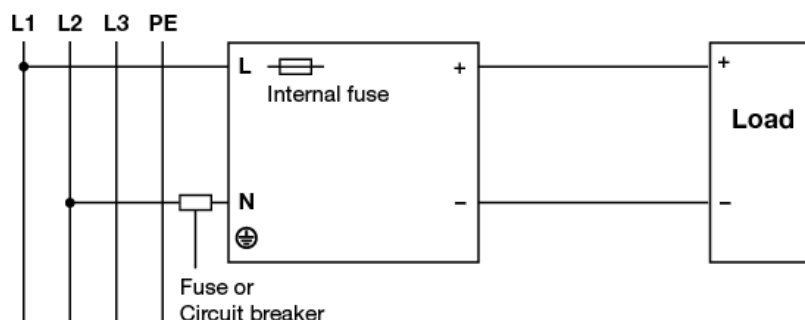 L1 L2 L3 PE
L
+
+
Internal fuse
Load
N
–
–
Fuse or
Circuit breaker